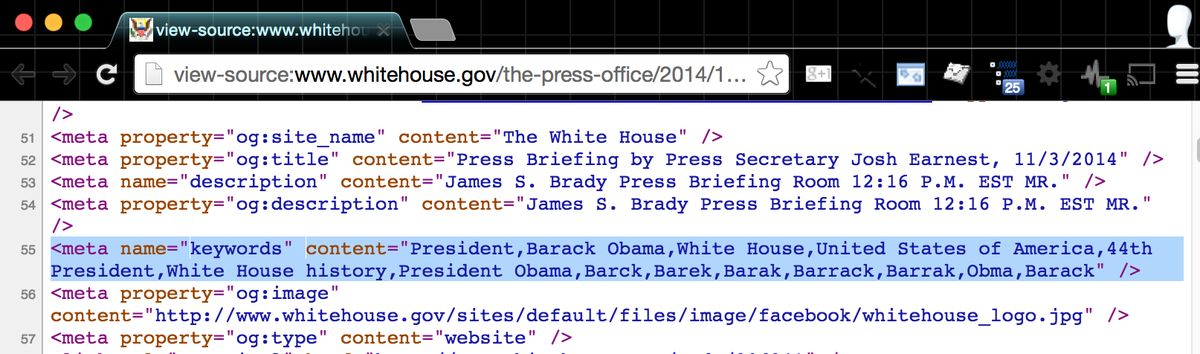 view-source:www.whitehou
view-source:www.whitehouse.gov/the-press-office/2014/1...
g+1
25
1
/>
51 <meta property="og:site_name" content="The White House" />
52 <meta property="og:title" content="Press Briefing by Press Secretary Josh Earnest, 11/3/2014" />
53 <meta name="description" content="James S. Brady Press Briefing Room 12:16 P.M. EST MR." />
54 <meta property="og:description" content="James S. Brady Press Briefing Room 12:16 P.M. EST MR."
/>
55 <meta name="keywords" content="President,Barack Obama,White House,United States of America,44th
President,White House history,President Obama,Barck,Barek,Barak,Barrack,Barrak,Obma,Barack" />
56 <meta property="og:image"
content="http://www.whitehouse.gov/sites/default/files/image/facebook/whitehouse_logo.jpg" />
57 <meta property="og:type" content="website" />